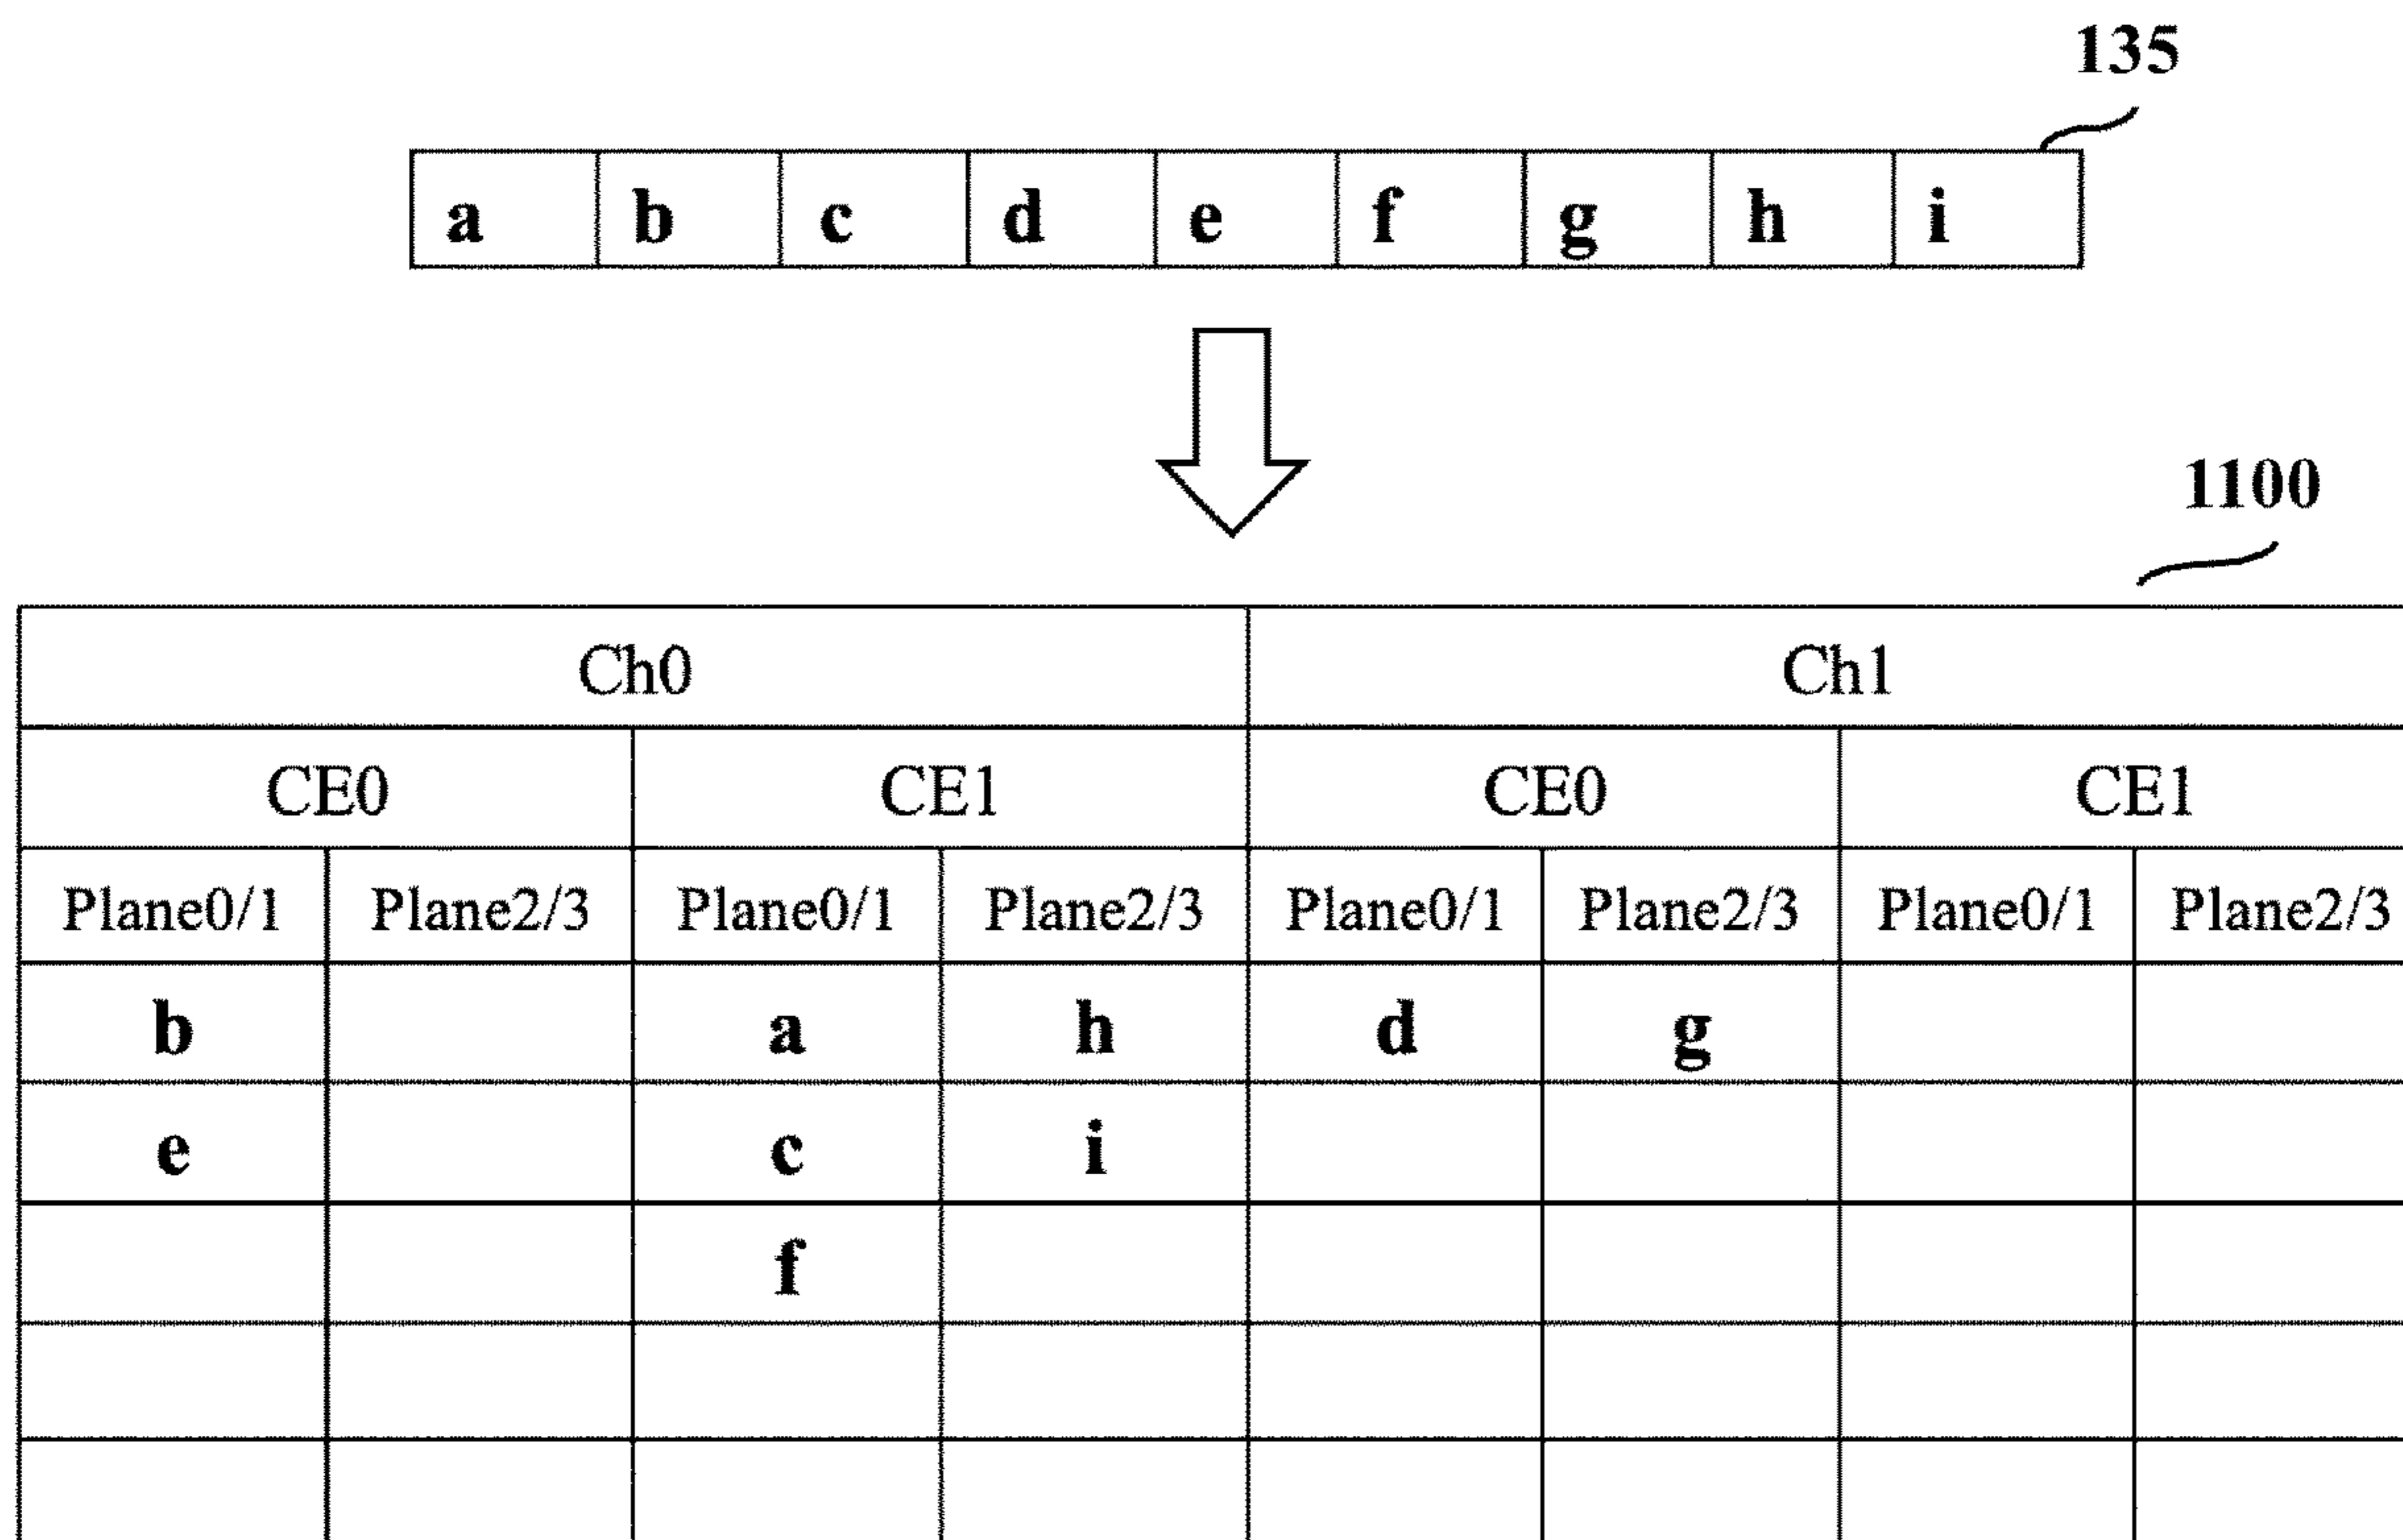 135
a b c d e f g h i
1100
Ch0 Ch1
CE0 CE1 CE0 CE1
Plane0/1 Plane2/3 Plane0/1 Plane2/3 Plane0/1 Plane2/3 Plane0/1 Plane2/3
b a h d g
e c i
f